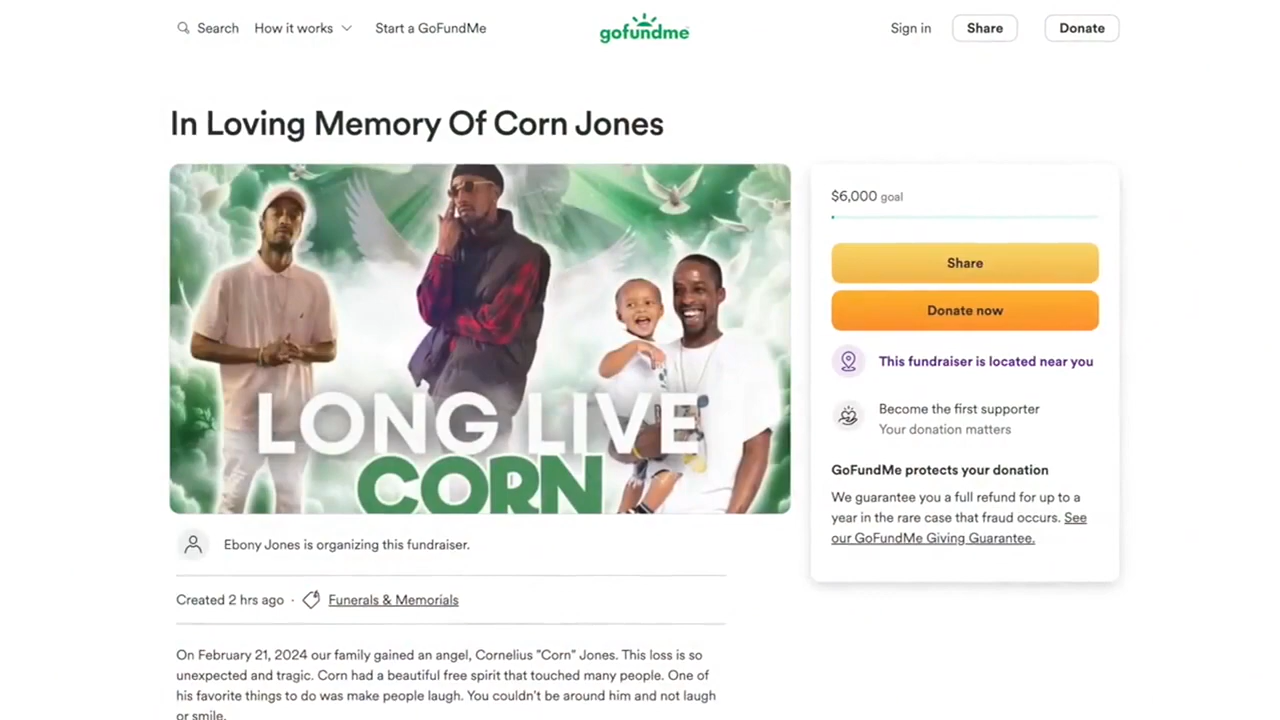 Search How it works Start a GoFundMe gofundme Sign in Share Donate
In Loving Memory Of Corn Jones
LONG LIVE
CORN
$6,000 goal
Share
Donate now
This fundraiser is located near you
Become the first supporter
Your donation matters
GoFundMe protects your donation
We guarantee you a full refund for up to a
year in the rare case that fraud occurs. See
our GoFundMe Giving Guarantee.
Ebony Jones is organizing this fundraiser.
Created 2 hrs ago · Funerals & Memorials
On February 21, 2024 our family gained an angel, Cornelius "Corn" Jones. This loss is so
unexpected and tragic. Corn had a beautiful free spirit that touched many people. One of
his favorite things to do was make people laugh. You couldn't be around him and not laugh
or smile.